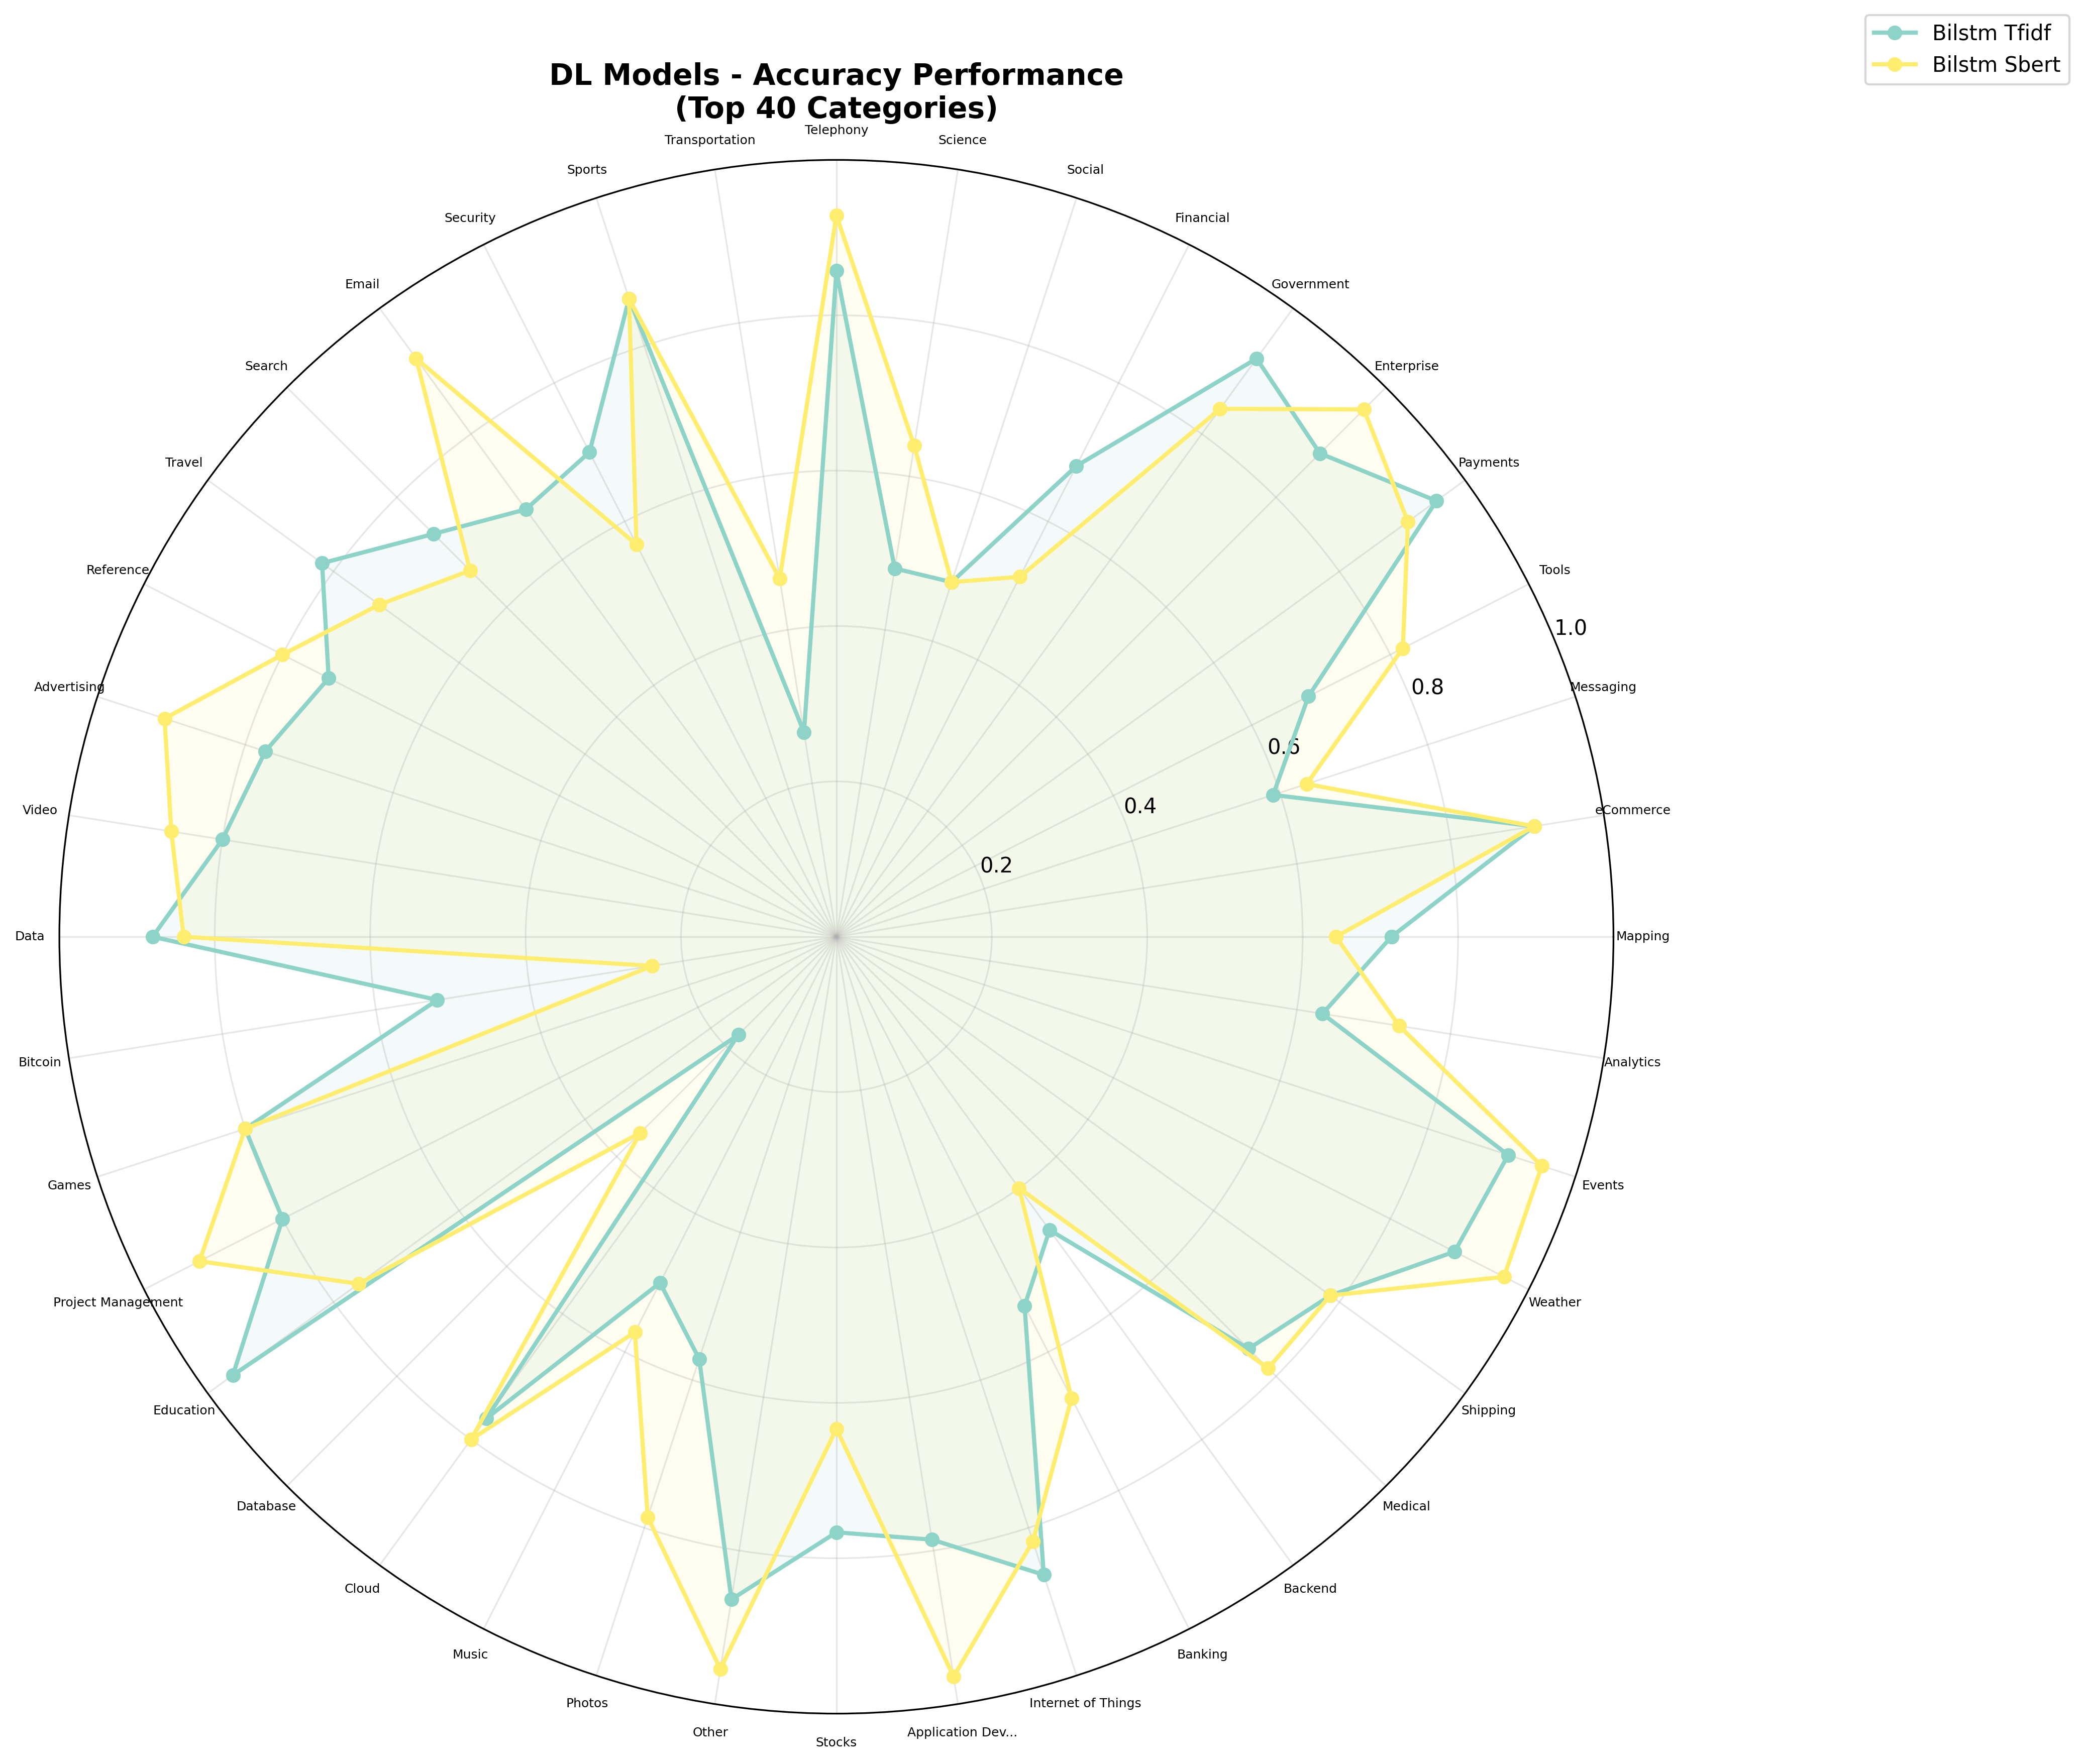 Bilstm Tfidf
Bilstm Sbert
DL Models - Accuracy Performance
(Top 40 Categories)
Telephony
Transportation
Science
Sports
Social
Security
Financial
Email
Government
Search
Enterprise
Travel
Payments
Reference
Tools
1.0
Advertising
0.8
Messaging
0.6
Video
0.4
eCommerce
0.2
Data
Mapping
Bitcoin
Analytics
Games
Events
Project Management
Weather
Education
Shipping
Database
Medical
Cloud
Backend
Music
Banking
Photos
Internet of Things
Other
Application Dev...
Stocks